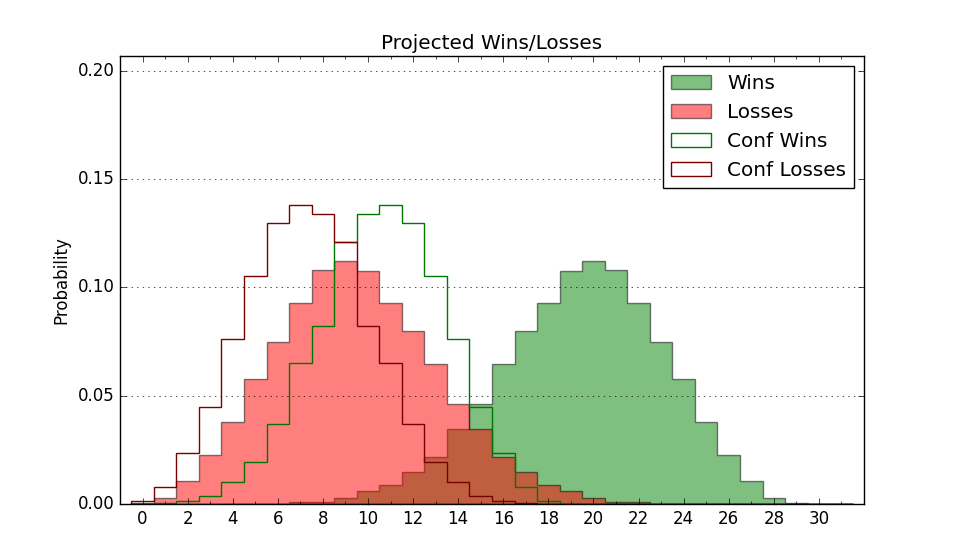 Projected Wins/Losses
Wins
Losses
Conf Wins
Conf Losses
Probability
0.20
0.15
0.10
0.05
0.00
0 2 4 6 8 10 12 14 16 18 20 22 24 26 28 30